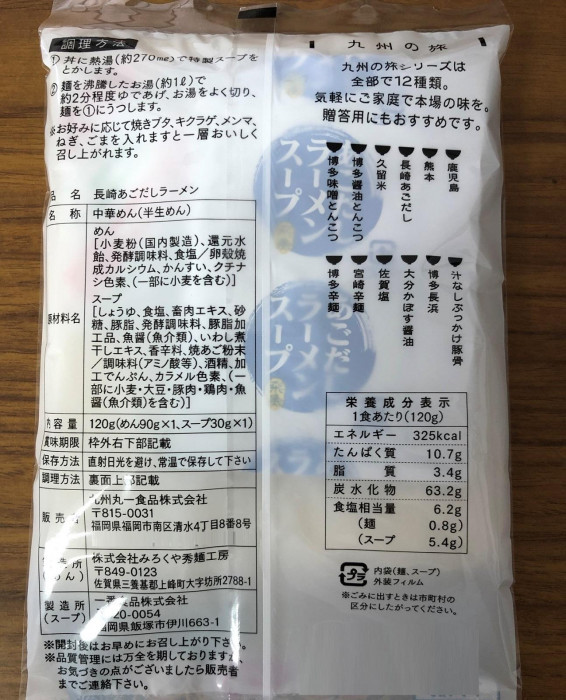 調理方法
①丼に熱湯(約270mℓ)で特製スープを
とかします。
②麺を沸騰したお湯(約1ℓ)で
約2分程度ゆであげ、お湯をよく切り、
麺を①にうつします。
※お好みに応じて焼きブタ、キクラゲ、メンマ、
ねぎ、ごまを入れますと一層おいしく
召し上がれます。
品名 長崎あごだしラーメン
名称 中華めん(半生めん)
原材料名
めん
[小麦粉(国内製造)、還元水
飴、発酵調味料、食塩/卵殻焼
成カルシウム、かんすい、クチナ
シ色素、(一部に小麦を含む)]
スープ
[しょうゆ、食塩、畜肉エキス、砂
糖、豚脂、発酵調味料、豚脂加
工品、魚醤(魚介類)、いわし煮
干しエキス、香辛料、焼あご粉末
/調味料(アミノ酸等)、酒精、加
工でんぷん、カラメル色素、(一
部に小麦・大豆・豚肉・鶏肉・魚
醤(魚介類)を含む)]
内容量 120g(めん90g×1、スープ30g×1)
賞味期限 枠外右下部記載
保存方法 直射日光を避け、常温で保存して下さい
調理方法 裏面上部記載
販売者
九州丸一食品株式会社
〒815-0031
福岡県福岡市南区清水4丁目8番8号
製造所
(めん)
株式会社みろくや秀麺工房
〒849-0123
佐賀県三養基郡上峰町大字坊所2788-1
製造所
(スープ)
一番食品株式会社
〒820-0054
福岡県飯塚市伊川663-1
※開封後はお早めにお召し上がり下さい。
※品質管理には万全を期しておりますが、
お気づきの点がございましたら販売者
までご連絡下さい。
九州の旅
九州の旅シリーズは
全部で12種類。
気軽にご家庭で本場の味を。
贈答用にもおすすめです。
鹿児島
熊本
長崎あごだし
久留米
博多醤油とんこつ
博多味噌とんこつ
汁なしぶっかけ豚骨
博多長浜
大分かぼす醤油
佐賀塩
宮崎辛麺
博多辛麺
ラーメン
スープ
あごだし
ラーメン
スープ
栄養成分表示
1食あたり(120g)
エネルギー 325kcal
たんぱく質 10.7g
脂質 3.4g
炭水化物 63.2g
食塩相当量 6.2g
(麺) 0.8g)
(スープ 5.4g)
プラ
内袋(麺、スープ)
外装フィルム
※ごみに出すときは市町村の
区分にしたがってください。